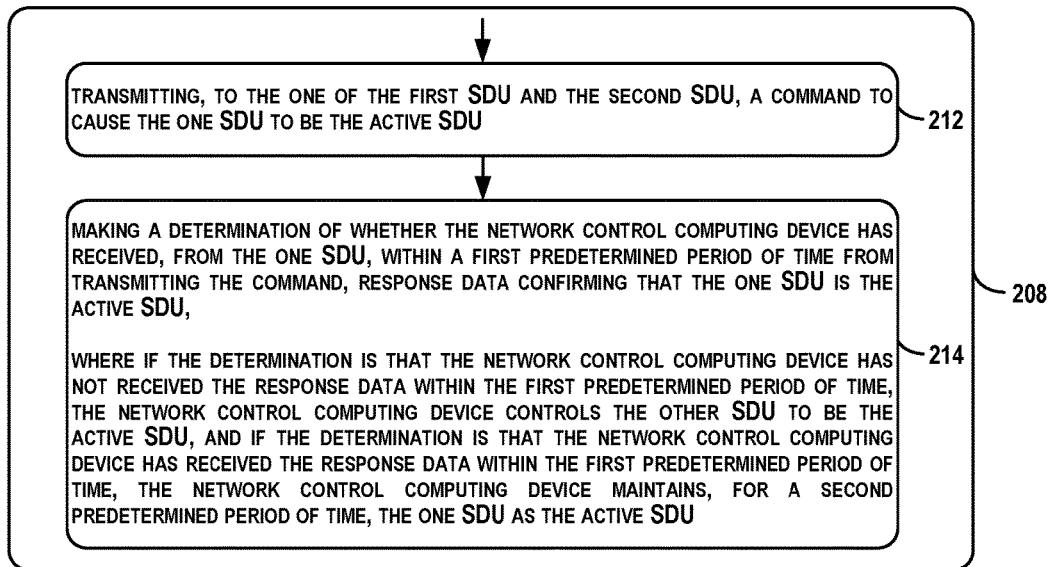 TRANSMITTING, TO THE ONE OF THE FIRST SDU AND THE SECOND SDU, A COMMAND TO
CAUSE THE ONE SDU TO BE THE ACTIVE SDU
212
MAKING A DETERMINATION OF WHETHER THE NETWORK CONTROL COMPUTING DEVICE HAS
RECEIVED, FROM THE ONE SDU, WITHIN A FIRST PREDETERMINED PERIOD OF TIME FROM
TRANSMITTING THE COMMAND, RESPONSE DATA CONFIRMING THAT THE ONE SDU IS THE
ACTIVE SDU,
208
WHERE IF THE DETERMINATION IS THAT THE NETWORK CONTROL COMPUTING DEVICE HAS
214
NOT RECEIVED THE RESPONSE DATA WITHIN THE FIRST PREDETERMINED PERIOD OF TIME,
THE NETWORK CONTROL COMPUTING DEVICE CONTROLS THE OTHER SDU TO BE THE
ACTIVE SDU, AND IF THE DETERMINATION IS THAT THE NETWORK CONTROL COMPUTING
DEVICE HAS RECEIVED THE RESPONSE DATA WITHIN THE FIRST PREDETERMINED PERIOD OF
TIME, THE NETWORK CONTROL COMPUTING DEVICE MAINTAINS, FOR A SECOND
PREDETERMINED PERIOD OF TIME, THE ONE SDU AS THE ACTIVE SDU